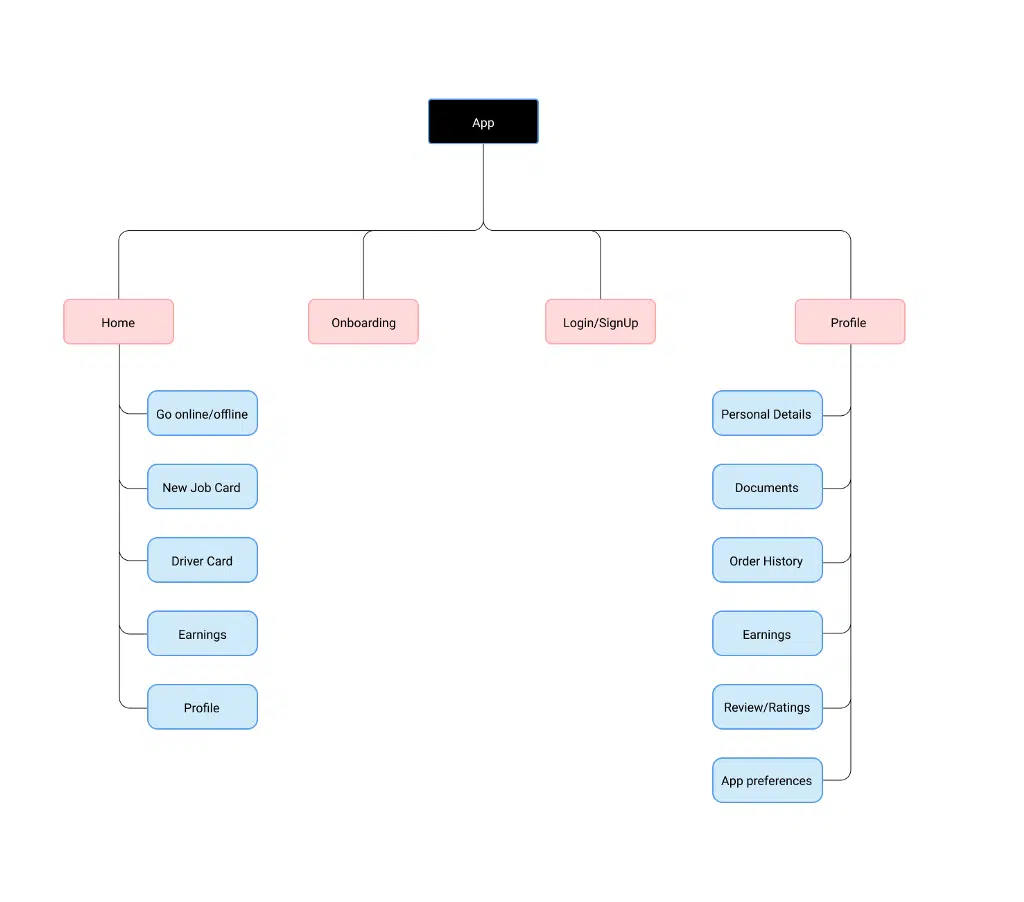 App
Home
Onboarding
Login/SignUp
Profile
Go online/offline
New Job Card
Driver Card
Earnings
Profile
Personal Details
Documents
Order History
Earnings
Review/Ratings
App preferences